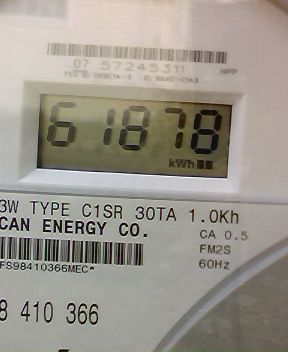 07 57245311 HPP
61878
kWh
3W TYPE C1SR 30TA 1.0Kh
CAN ENERGY CO.
CA 0.5
FM2S
FS98410366MEC*
60Hz
8 410 366